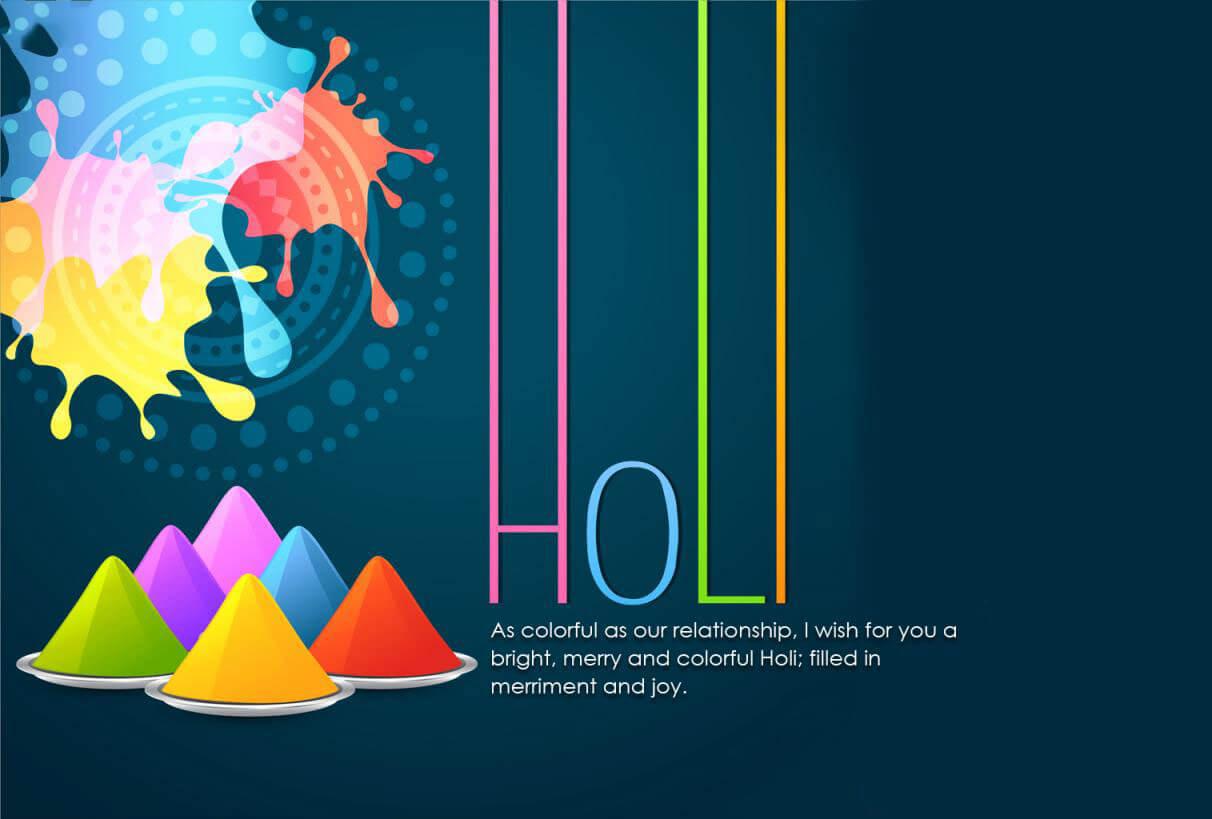 HOLI
As colorful as our relationship, I wish for you a
bright, merry and colorful Holi; filled in
merriment and joy.